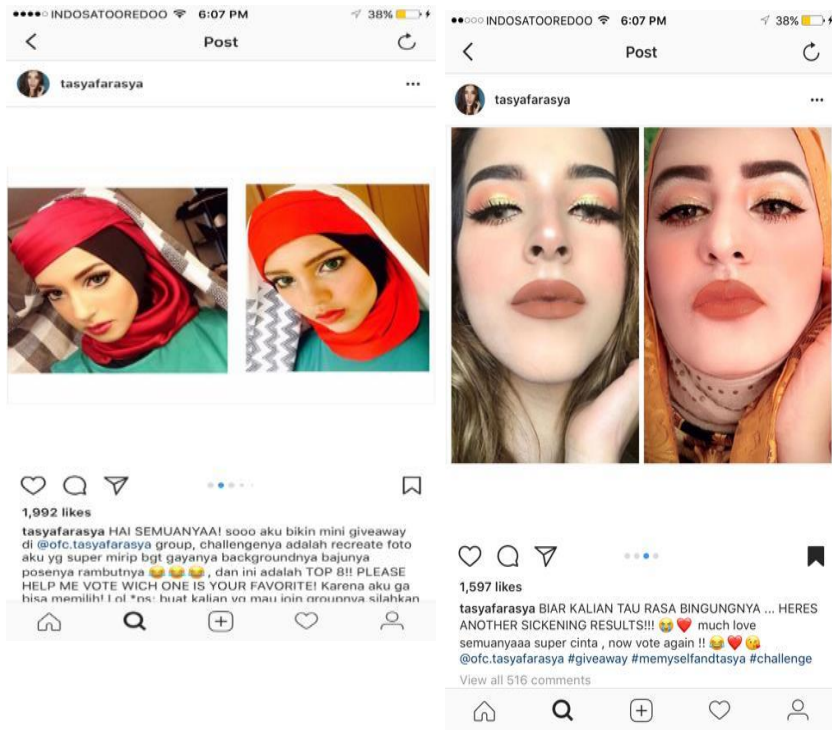 INDOSATOOREDOO 6:07 PM 38%
Post
tasyafarasya
1,992 likes
tasyafarasya HAI SEMUANYAA! sooo aku bikin mini giveaway
di @ofc.tasyafarasya group, challengenya adalah recreate foto
aku yg super mirip bgt gayanya backgroundnya bajunya
posenya rambutnya 😂😂😂 , dan ini adalah TOP 8!! PLEASE
HELP ME VOTE WICH ONE IS YOUR FAVORITE! Karena aku ga
bisa memilih! Lol *ps: buat kalian yg mau join groupnya silahkan
INDOSATOOREDOO 6:07 PM 38%
Post
tasyafarasya
1,597 likes
tasyafarasya BIAR KALIAN TAU RASA BINGUNGNYA ... HERES
ANOTHER SICKENING RESULTS!!! 😭❤️ much love
semuanyaaa super cinta , now vote again !! 😂❤️😘
@ofc.tasyafarasya #giveaway #memyselfandtasya #challenge
View all 516 comments